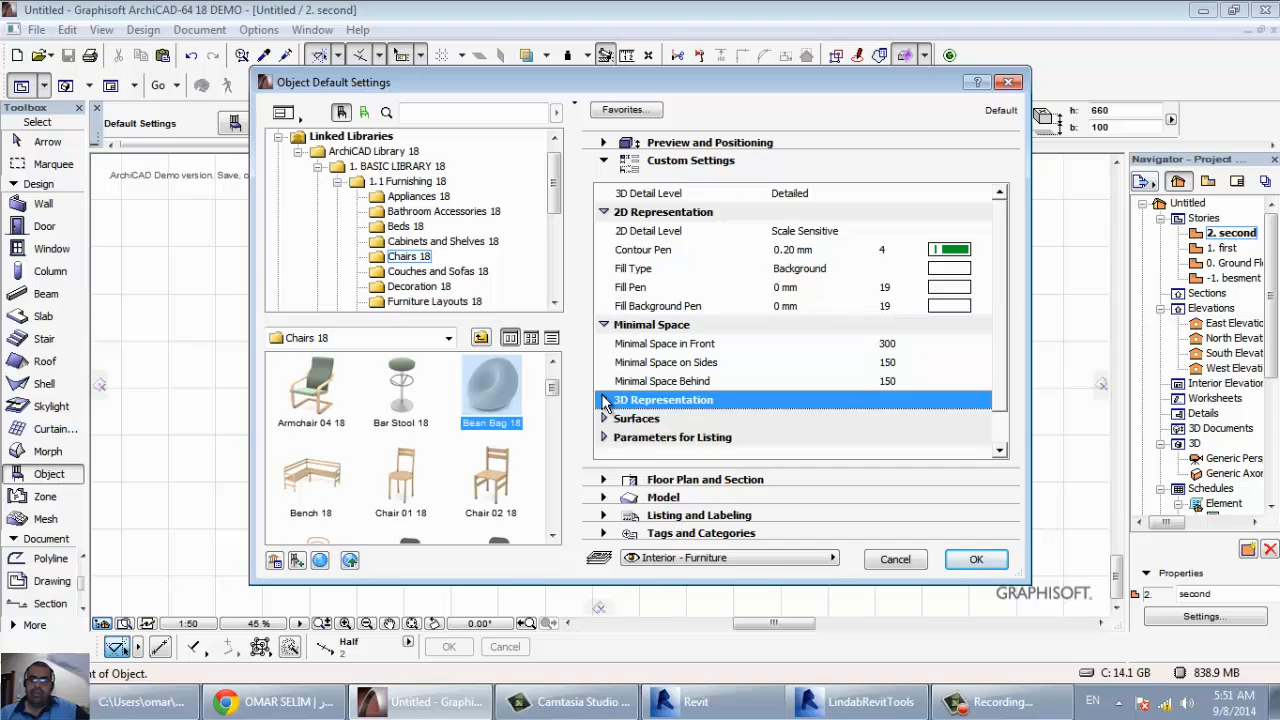 Untitled - Graphisoft ArchiCAD-64 18 DEMO - [Untitled / 2. second]
File Edit View Design Document Options Window Help
Go
Toolbox
Select
Arrow
Marquee
Design
Wall
Door
Window
Column
Beam
Slab
Stair
Roof
Shell
Skylight
Curtain...
Morph
Object
Zone
Mesh
Document
Polyline
Drawing
Section
More
Default Settings
ArchiCAD Demo version. Save, c
Object Default Settings
Linked Libraries
ArchiCAD Library 18
1. BASIC LIBRARY 18
1.1 Furnishing 18
Appliances 18
Bathroom Accessories 18
Beds 18
Cabinets and Shelves 18
Chairs 18
Couches and Sofas 18
Decoration 18
Furniture Layouts 18
Chairs 18
Armchair 04 18 Bar Stool 18 Bean Bag 18
Bench 18 Chair 01 18 Chair 02 18
Favorites... Default
Preview and Positioning
Custom Settings
3D Detail Level Detailed
2D Representation
2D Detail Level Scale Sensitive
Contour Pen 0.20 mm 4
Fill Type Background
Fill Pen 0 mm 19
Fill Background Pen 0 mm 19
Minimal Space
Minimal Space in Front 300
Minimal Space on Sides 150
Minimal Space Behind 150
3D Representation
Surfaces
Parameters for Listing
Floor Plan and Section
Model
Listing and Labeling
Tags and Categories
Interior - Furniture Cancel OK
h: 660
b: 100
Navigator - Project ...
Untitled
Stories
2. second
1. first
0. Ground Fl
-1. besment
Sections
Elevations
East Elevati
North Eleva
South Eleva
West Elevat
Interior Elevation
Worksheets
Details
3D Documents
3D
Generic Pers
Generic Axor
Schedules
Element
Properties
2. second
Settings...
GRAPHISOFT.
1:50 45 % 0.00°
Half
2
OK Cancel
nt of Object.
C: 14.1 GB 838.9 MB
C:\Users\omar\... OMAR SELIM | ... Untitled - Graphi... Camtasia Studio ... Revit LindabRevitTools Recording...
EN 5:51 AM
9/8/2014